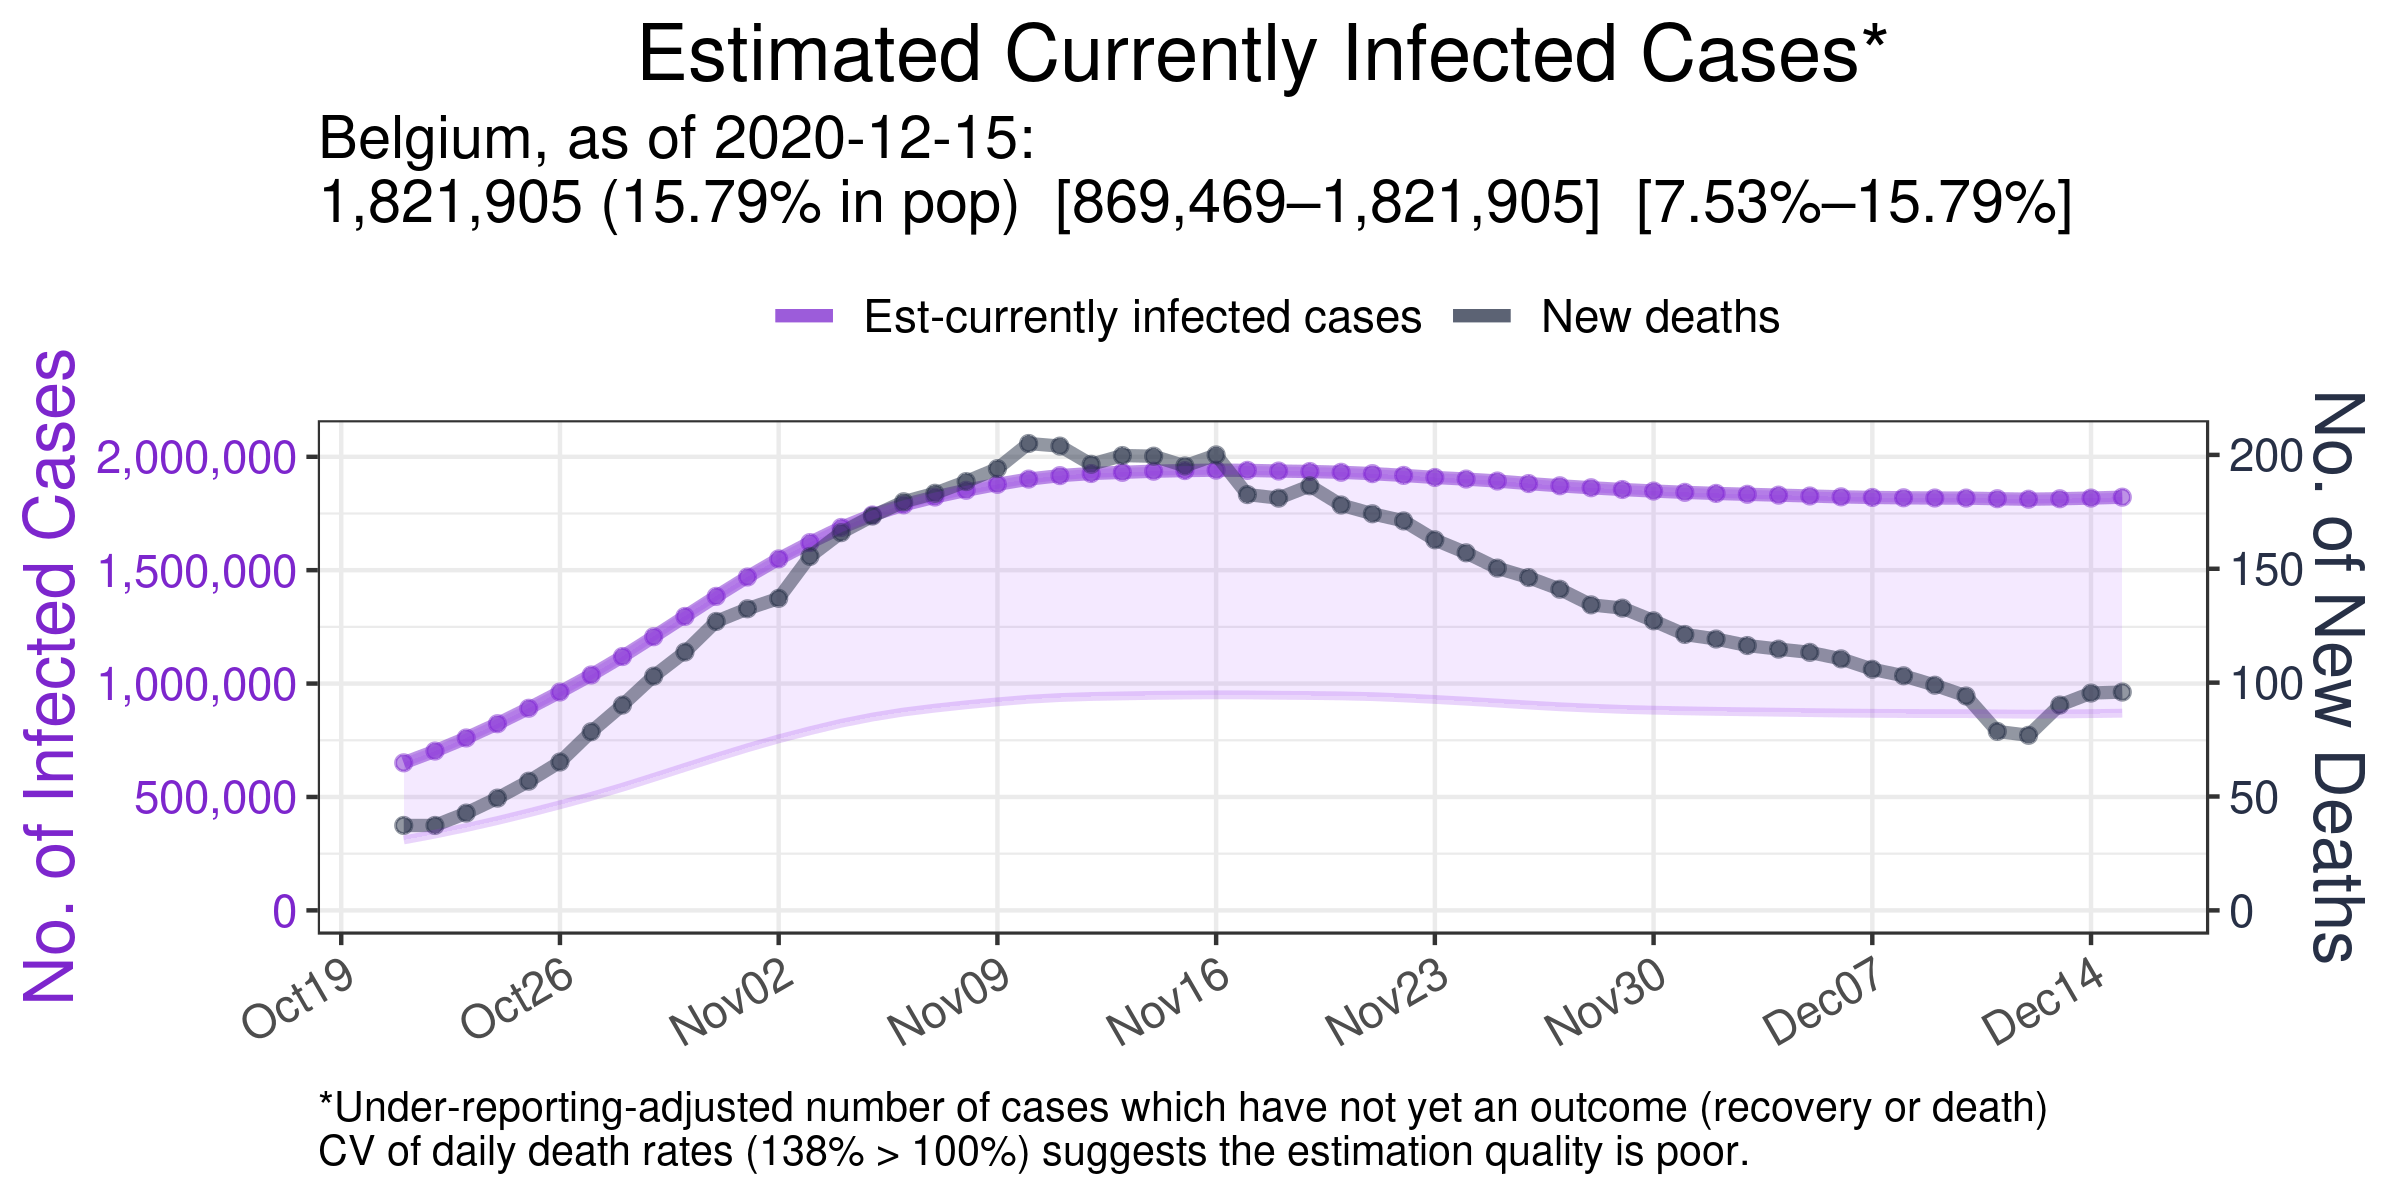 Estimated Currently Infected Cases*
Belgium, as of 2020-12-15:
1,821,905 (15.79% in pop)  [869,469–1,821,905]  [7.53%–15.79%]
Est-currently infected cases
New deaths
No. of Infected Cases
2,000,000
1,500,000
1,000,000
500,000
0
200
150
100
50
0
No. of New Deaths
Oct19
Oct26
Nov02
Nov09
Nov16
Nov23
Nov30
Dec07
Dec14
*Under-reporting-adjusted number of cases which have not yet an outcome (recovery or death)
CV of daily death rates (138% > 100%) suggests the estimation quality is poor.